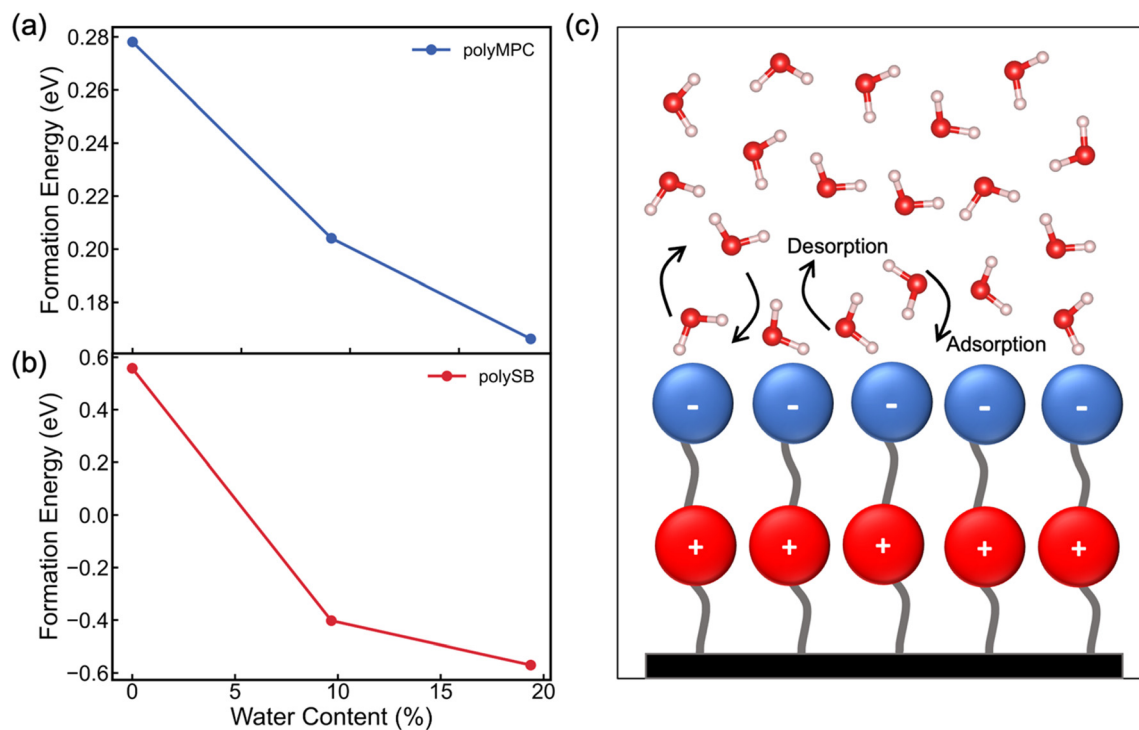 (a)
0.28
0.26
0.24
0.22
0.20
0.18
Formation Energy (eV)
polyMPC
(b)
0.6
0.4
0.2
0.0
−0.2
−0.4
−0.6
Formation Energy (eV)
polySB
0
5
10
15
20
Water Content (%)
(c)
Desorption
Adsorption
- - - - -
+ + + + +